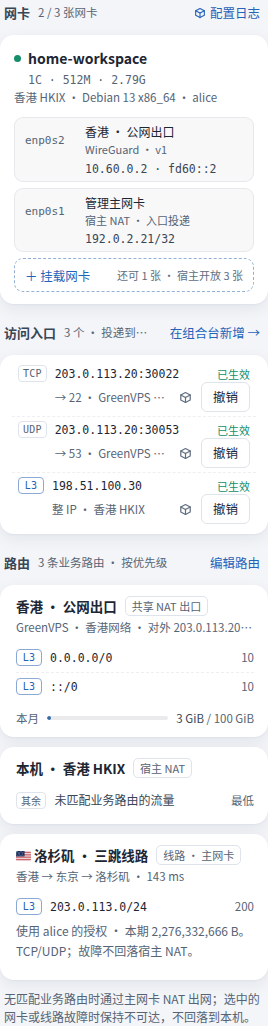 网卡 2 / 3 张网卡 配置日志
home-workspace
1C · 512M · 2.79G
香港 HKIX · Debian 13 x86_64 · alice
enp0s2 香港 · 公网出口
WireGuard · v1
10.60.0.2 · fd60::2
enp0s1 管理主网卡
宿主 NAT · 入口投递
192.0.2.21/32
＋ 挂载网卡 还可 1 张 · 宿主开放 3 张
访问入口 3 个 · 投递到… 在组合台新增 →
TCP 203.0.113.20:30022 已生效
→ 22 · GreenVPS … 撤销
UDP 203.0.113.20:30053 已生效
→ 53 · GreenVPS … 撤销
L3 198.51.100.30 已生效
整 IP · 香港 HKIX 撤销
路由 3 条业务路由 · 按优先级 编辑路由
香港 · 公网出口 共享 NAT 出口
GreenVPS · 香港网络 · 对外 203.0.113.20…
L3 0.0.0.0/0 10
L3 ::/0 10
本月 3 GiB / 100 GiB
本机 · 香港 HKIX 宿主 NAT
其余 未匹配业务路由的流量 最低
洛杉矶 · 三跳线路 线路 · 主网卡
香港 → 东京 → 洛杉矶 · 143 ms
L3 203.0.113.0/24 200
使用 alice 的授权 · 本期 2,276,332,666 B。
TCP/UDP；故障不回落宿主 NAT。
无匹配业务路由时通过主网卡 NAT 出网；选中的
网卡或线路故障时保持不可达，不回落到本机。